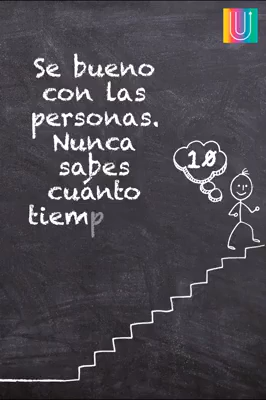 U
Se bueno
con las
personas.
Nunca
sabes
cuánto
tiemp
10